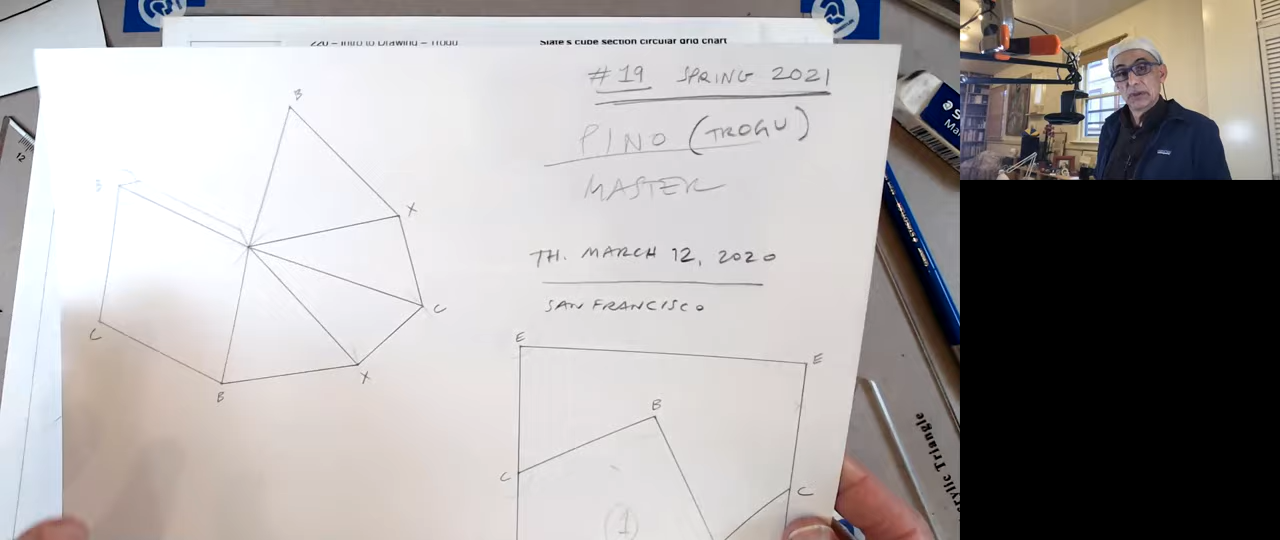 220 – Intro to Drawing – Trogu
Slate's cube section circular grid chart
# 19 SPRING 2021
PINO (TROGU)
MASTER
TH. MARCH 12, 2020
SAN FRANCISCO
B
X
C
C
B
X
E
E
B
C
C
1
12
Acrylic Triangle